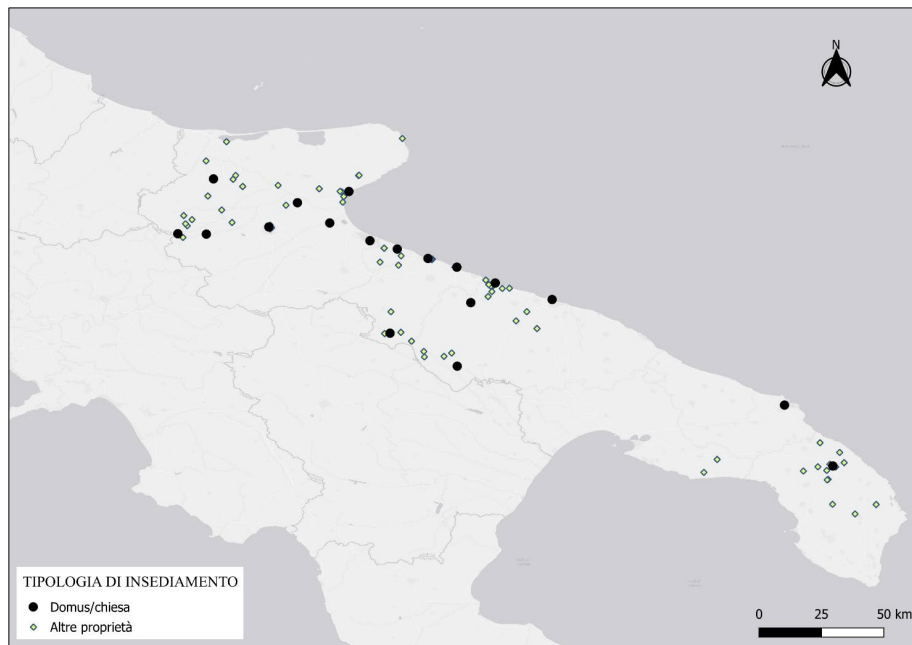 N
TIPOLOGIA DI INSEDIAMENTO
Domus/chiesa
Altre proprietà
0 25 50 km